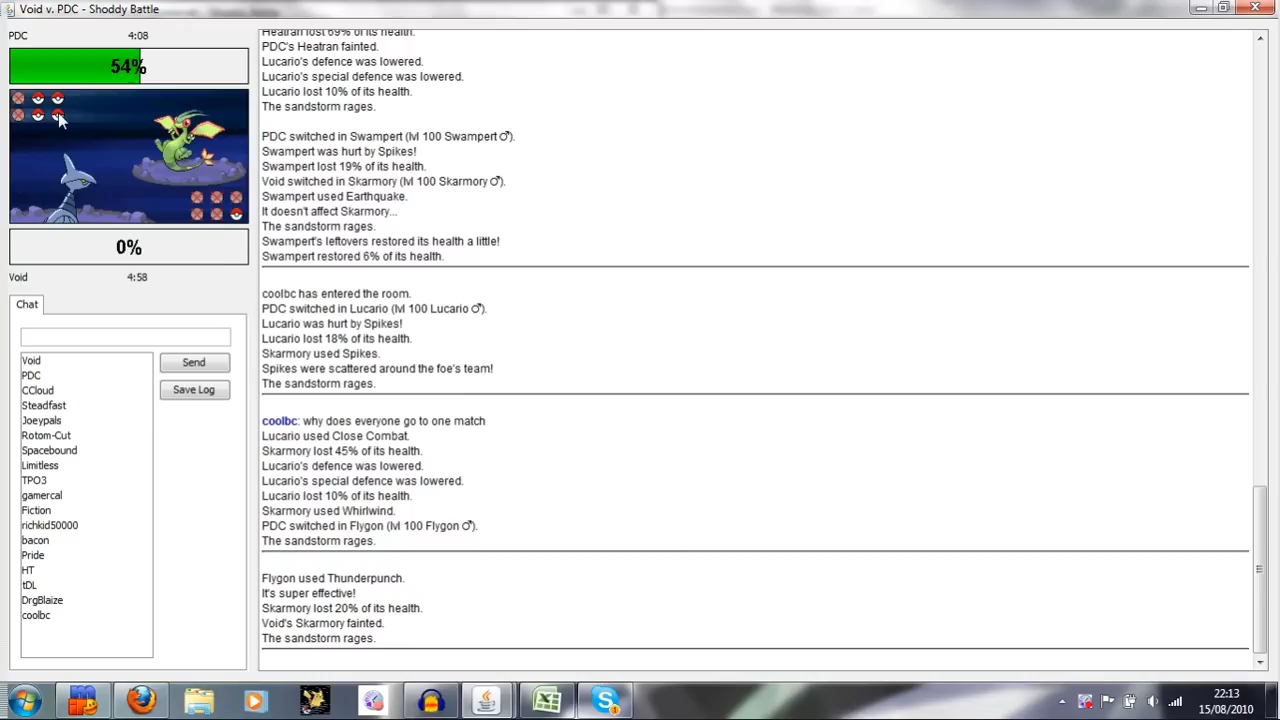 Void v. PDC - Shoddy Battle
PDC 4:08
54%
0%
Void 4:58
Chat
Send
Save Log
Void
PDC
CCloud
Steadfast
Joeypals
Rotom-Cut
Spacebound
Limitless
TPO3
gamercal
Fiction
richkid50000
bacon
Pride
HT
tDL
DrgBlaize
coolbc
Heatran lost 69% of its health.
PDC's Heatran fainted.
Lucario's defence was lowered.
Lucario's special defence was lowered.
Lucario lost 10% of its health.
The sandstorm rages.
PDC switched in Swampert (lvl 100 Swampert ♂).
Swampert was hurt by Spikes!
Swampert lost 19% of its health.
Void switched in Skarmory (lvl 100 Skarmory ♂).
Swampert used Earthquake.
It doesn't affect Skarmory...
The sandstorm rages.
Swampert's leftovers restored its health a little!
Swampert restored 6% of its health.
coolbc has entered the room.
PDC switched in Lucario (lvl 100 Lucario ♂).
Lucario was hurt by Spikes!
Lucario lost 18% of its health.
Skarmory used Spikes.
Spikes were scattered around the foe's team!
The sandstorm rages.
coolbc: why does everyone go to one match
Lucario used Close Combat.
Skarmory lost 45% of its health.
Lucario's defence was lowered.
Lucario's special defence was lowered.
Lucario lost 10% of its health.
Skarmory used Whirlwind.
PDC switched in Flygon (lvl 100 Flygon ♂).
The sandstorm rages.
Flygon used Thunderpunch.
It's super effective!
Skarmory lost 20% of its health.
Void's Skarmory fainted.
The sandstorm rages.
22:13
15/08/2010